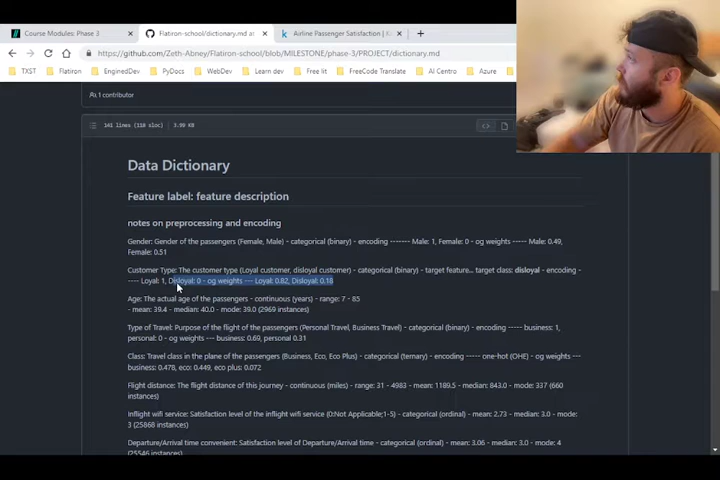 Course Modules: Phase 3
Flatiron-school/dictionary.md at
Airline Passenger Satisfaction |
https://github.com/Zeth-Abney/Flatiron-school/blob/MILESTONE/phase-3/PROJECT/dictionary.md
TXST
Flatiron
EnginedDev
PyDocs
WebDev
Learn dev
Free lit
FreeCode Translate
AI Centro
Azure
1 contributor
141 lines (118 sloc)
3.99 KB
Data Dictionary
Feature label: feature description
notes on preprocessing and encoding
Gender: Gender of the passengers (Female, Male) - categorical (binary) - encoding ------- Male: 1, Female: 0 - og weights ---- Male: 0.49,
Female: 0.51
Customer Type: The customer type (Loyal customer, disloyal customer) - categorical (binary) - target feature... target class: disloyal - encoding -
---- Loyal: 1, Disloyal: 0 - og weights --- Loyal: 0.82, Disloyal: 0.18
Age: The actual age of the passengers - continuous (years) - range: 7 - 85
- mean: 39.4 - median: 40.0 - mode: 39.0 (2969 instances)
Type of Travel: Purpose of the flight of the passengers (Personal Travel, Business Travel) - categorical (binary) - encoding ----- business: 1,
personal: 0 - og weights - business: 0.69, personal 0.31
Class: Travel class in the plane of the passengers (Business, Eco, Eco Plus) - categorical (ternary) - encoding ----- one-hot (OHE) - og weights --
business: 0.478, eco: 0.449, eco plus: 0.072
Flight distance: The flight distance of this journey - continuous (miles) - range: 31 - 4983 - mean: 1189.5 - median: 843.0 - mode: 337 (660
instances)
Inflight wifi service: Satisfaction level of the inflight wifi service (0:Not Applicable;1-5) - categorical (ordinal) - mean: 2.73 - median: 3.0 - mode:
3 (25868 instances)
Departure/Arrival time convenient: Satisfaction level of Departure/Arrival time - categorical (ordinal) - mean: 3.06 - median: 3.0 - mode: 4
(25546 instances)